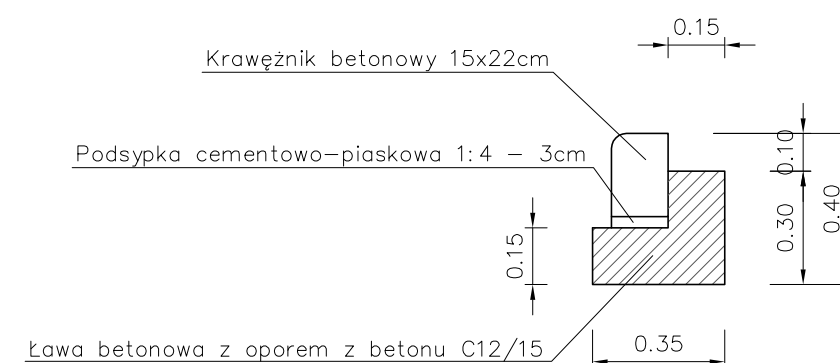 0.15
Krawężnik betonowy 15x22cm
Podsypka cementowo-piaskowa 1:4 - 3cm
0.10
0.40
0.30
0.15
Ława betonowa z oporem z betonu C12/15
0.35